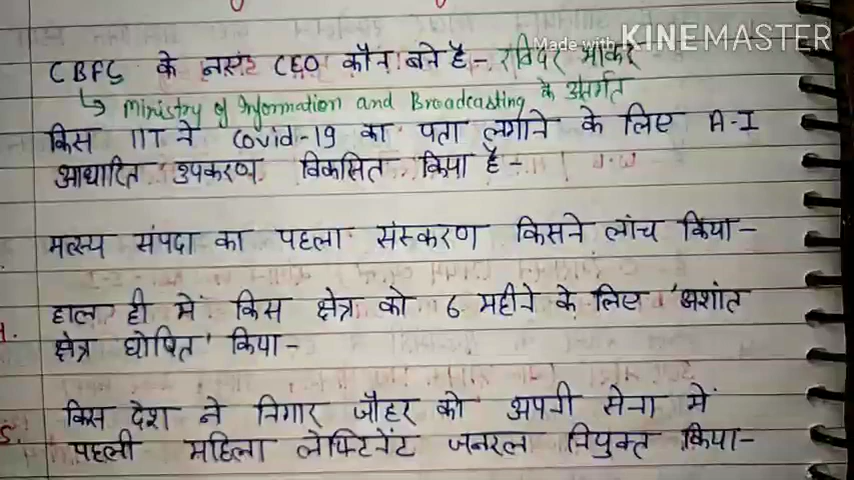 Made with KINEMASTER
CBFC के नए CEO कौन बने है - रविंदर भाकर
↳ Ministry of Information and Broadcasting के अंतर्गत
किस IIT ने Covid-19 का पता लगाने के लिए A-I
आधारित उपकरण विकसित किया है -
मत्स्य संपदा का पहला संस्करण किसने लांच किया -
4. हाल ही में किस क्षेत्र को 6 महीने के लिए 'अशांत
क्षेत्र घोषित' किया -
5. किस देश ने निगार जौहर को अपनी सेना में
पहली महिला लेफ्टिनेंट जनरल नियुक्त किया -